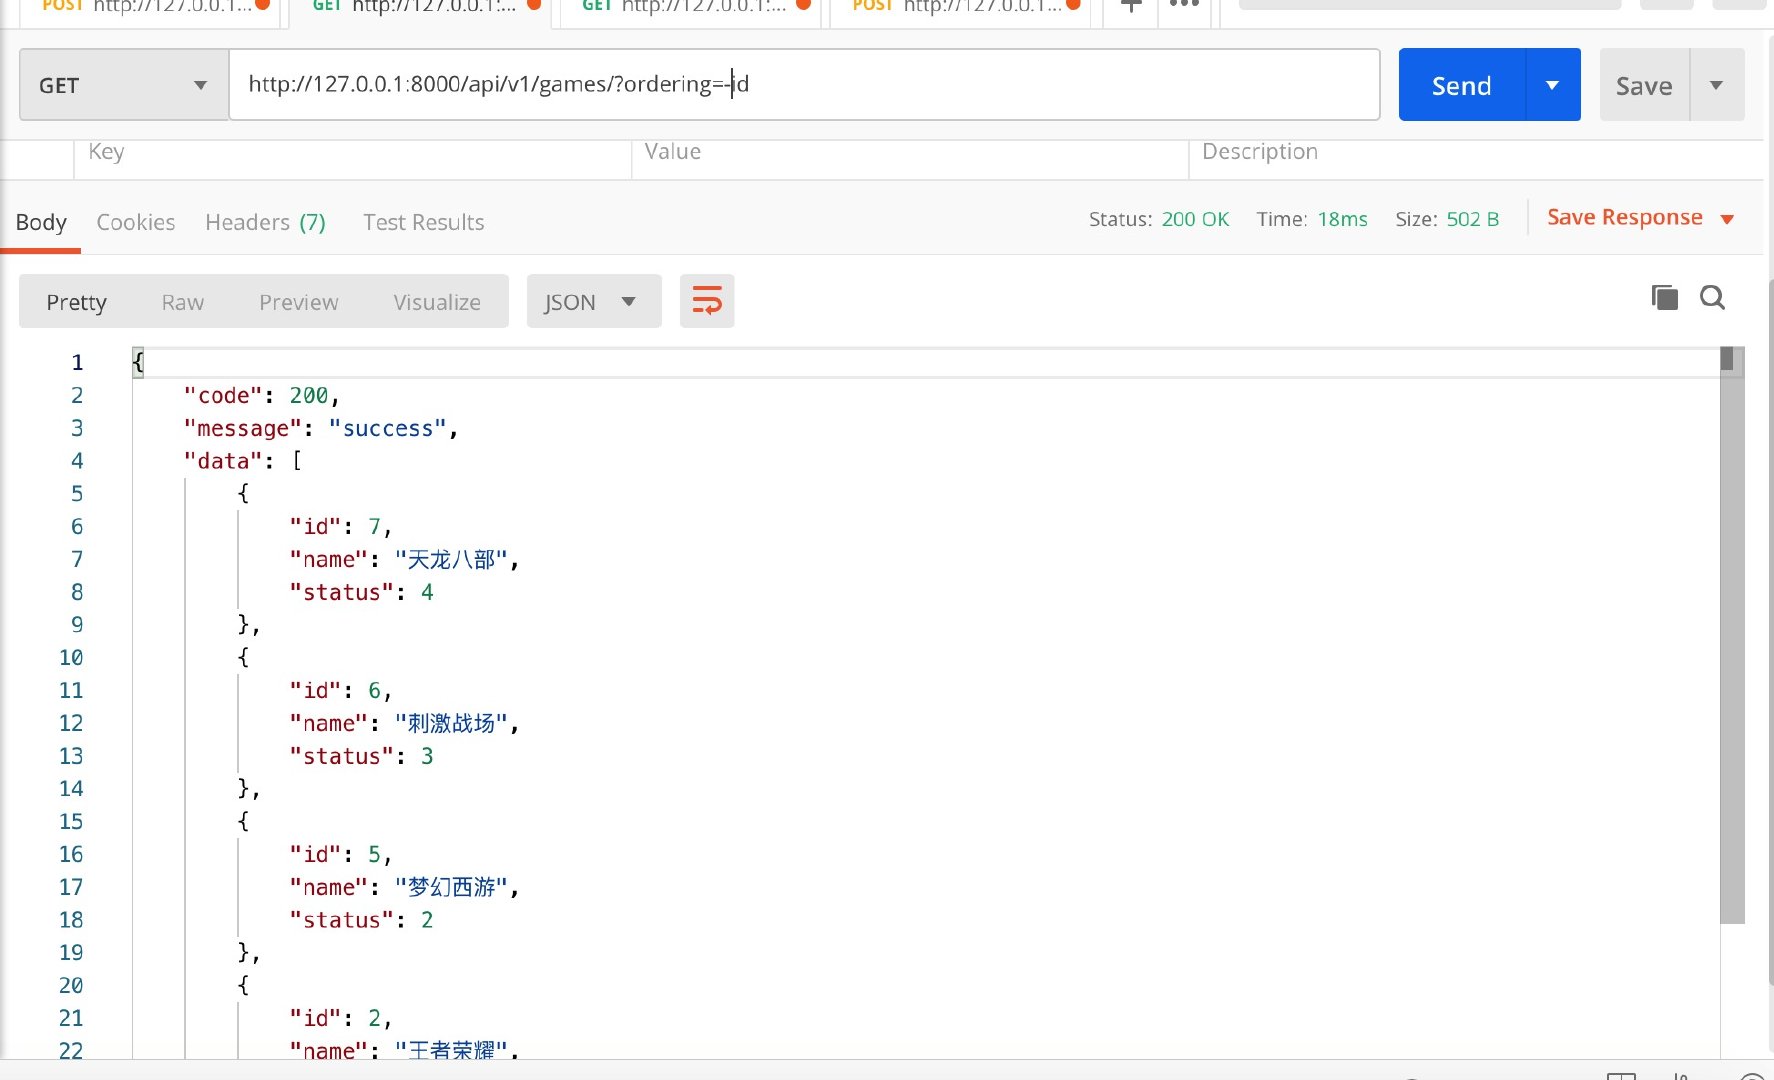 POST http://127.0.0.1... GET http://127.0.0.1:... GET http://127.0.0.1:... POST http://127.0.0.1... + •••
GET http://127.0.0.1:8000/api/v1/games/?ordering=-id Send Save
Key Value Description
Body Cookies Headers (7) Test Results Status: 200 OK Time: 18ms Size: 502 B Save Response
Pretty Raw Preview Visualize JSON
1 {
2 "code": 200,
3 "message": "success",
4 "data": [
5 {
6 "id": 7,
7 "name": "天龙八部",
8 "status": 4
9 },
10 {
11 "id": 6,
12 "name": "刺激战场",
13 "status": 3
14 },
15 {
16 "id": 5,
17 "name": "梦幻西游",
18 "status": 2
19 },
20 {
21 "id": 2,
22 "name": "王者荣耀",